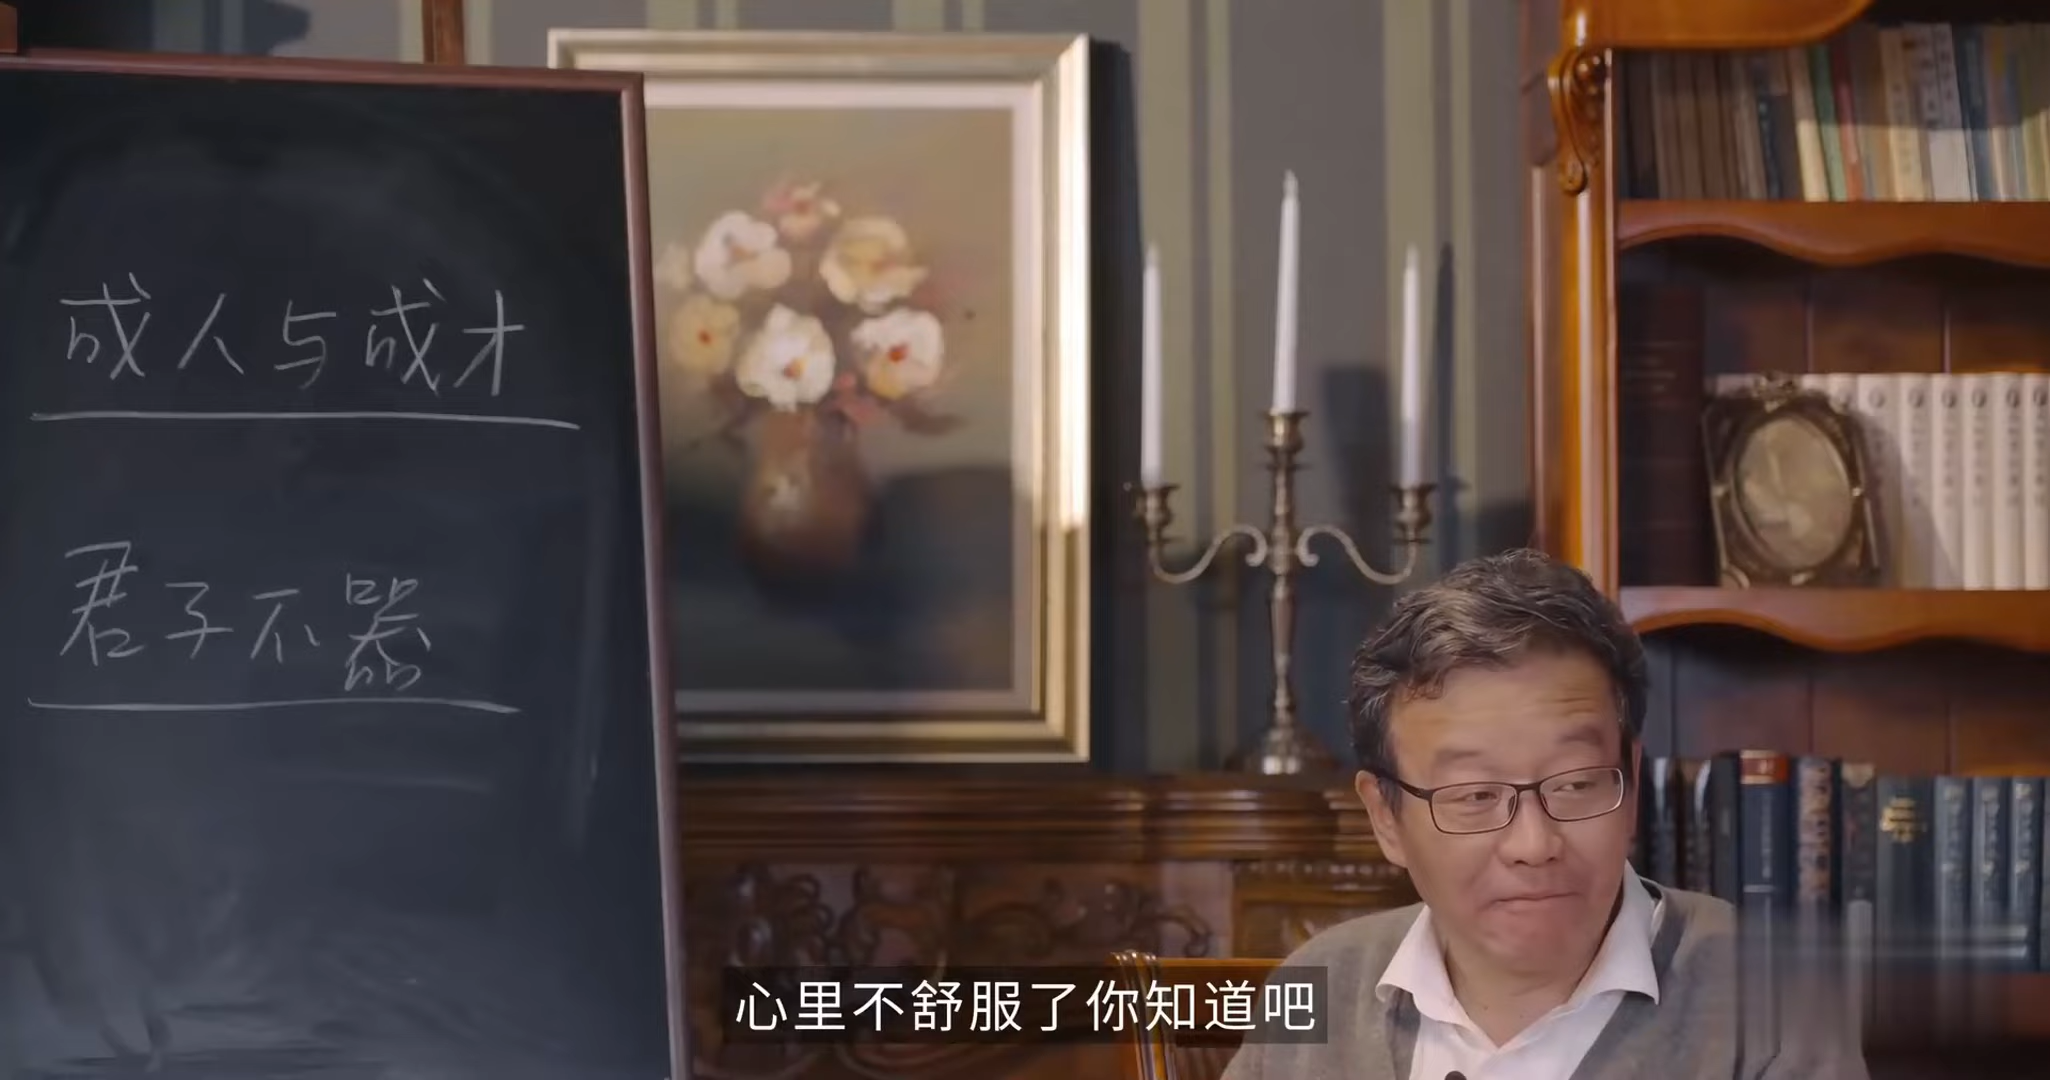 成人与成才
君子不器
心里不舒服了你知道吧